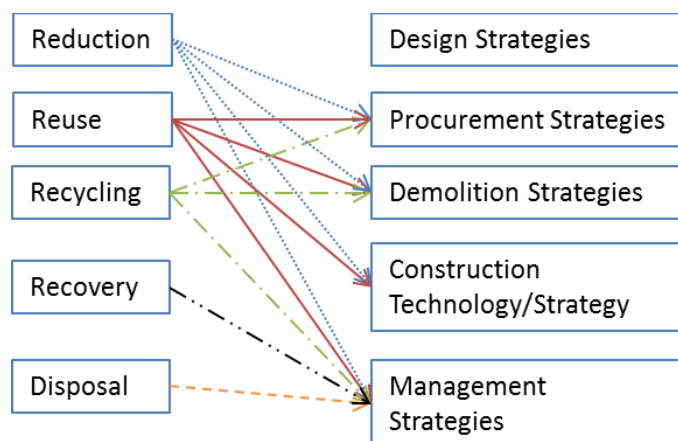 Reduction
Design Strategies
Reuse
Procurement Strategies
Recycling
Demolition Strategies
Recovery
Construction
Technology/Strategy
Disposal
Management
Strategies